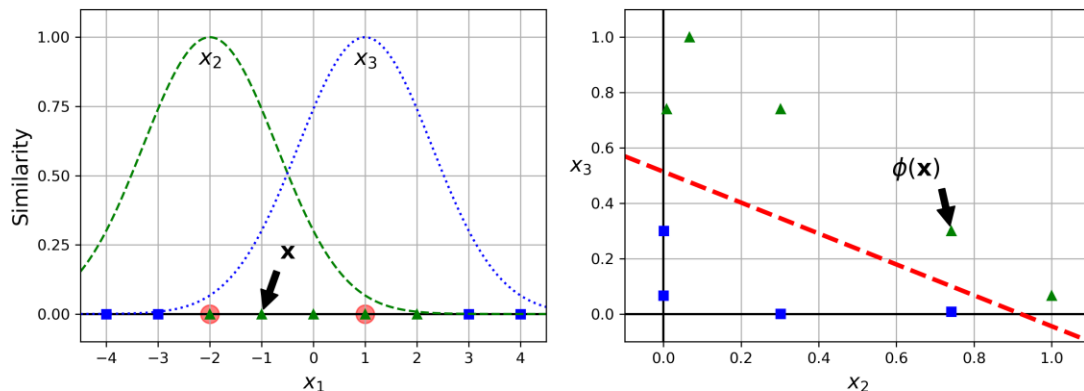 1.00
0.75
0.50
0.25
0.00
Similarity
x₂
x₃
x
−4 −3 −2 −1 0 1 2 3 4
x₁
1.0
0.8
0.6
0.4
0.2
0.0
x₃
ϕ(x)
0.0 0.2 0.4 0.6 0.8 1.0
x₂